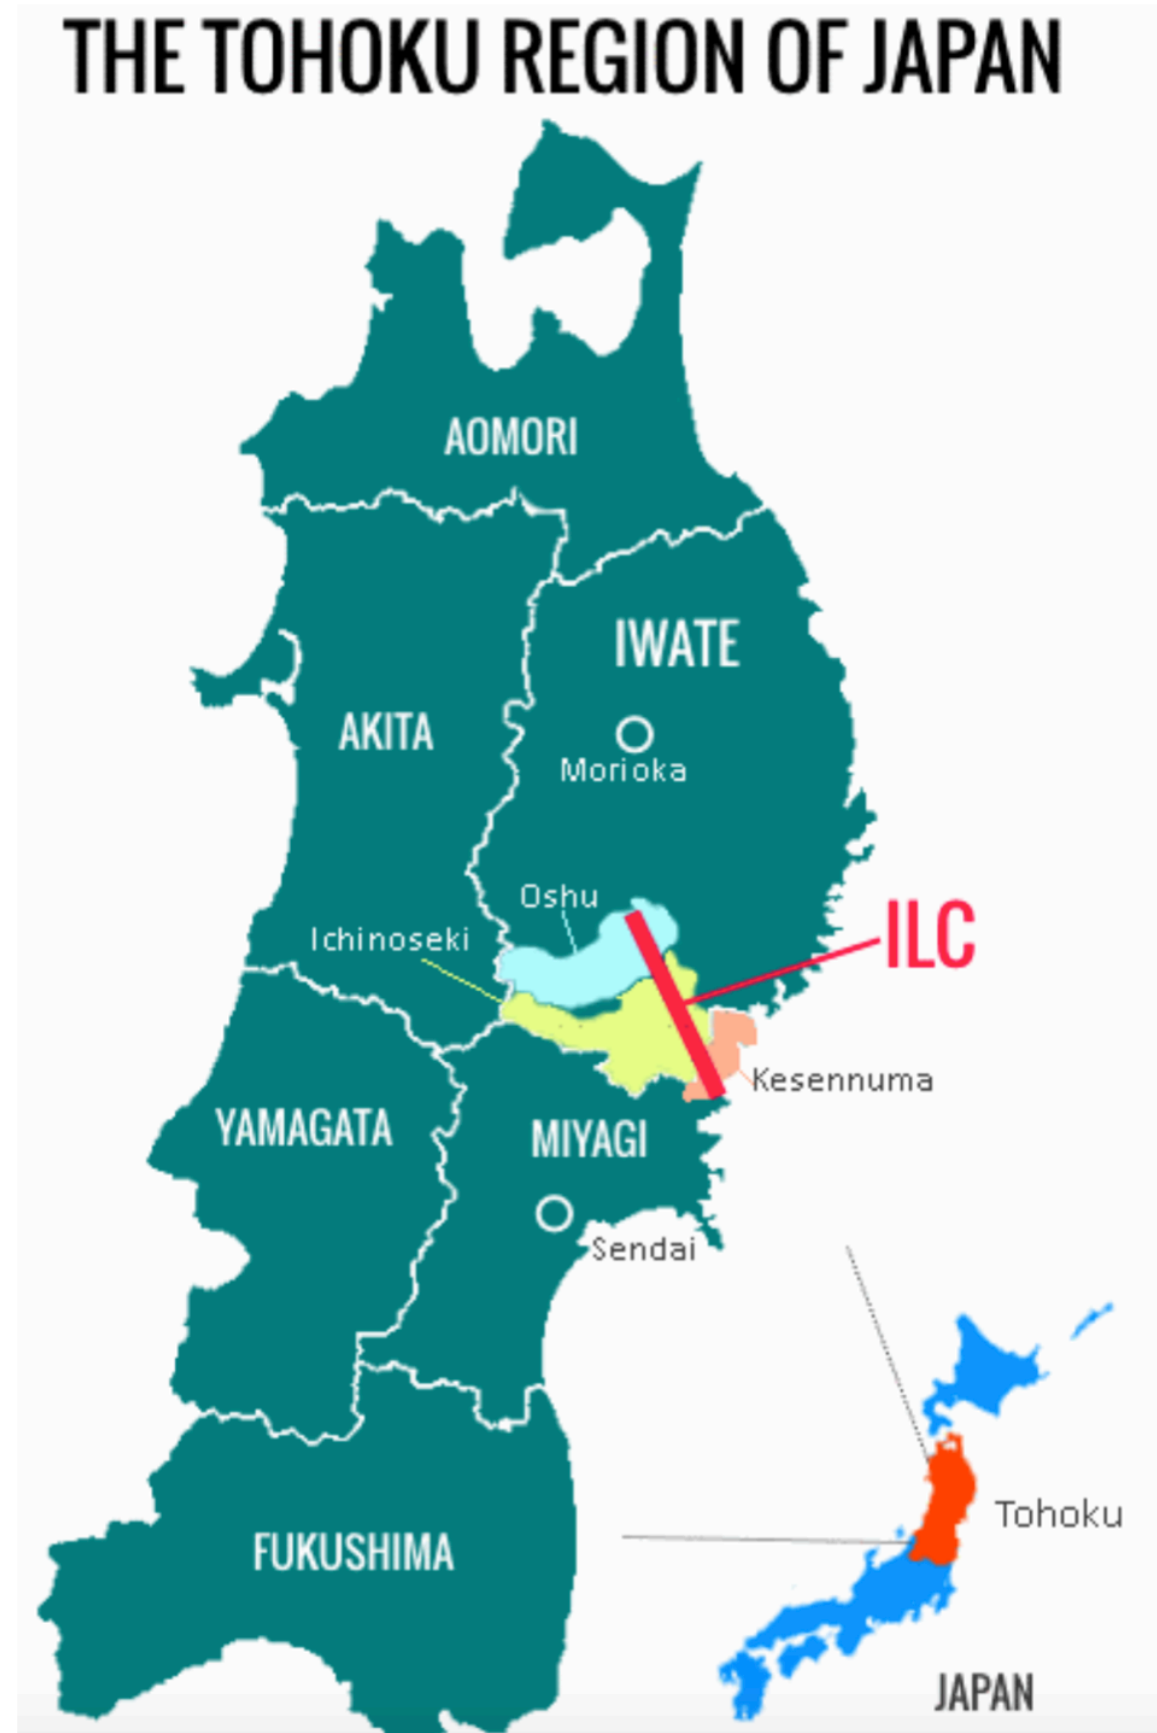 THE TOHOKU REGION OF JAPAN
AOMORI
IWATE
AKITA
Morioka
Oshu
Ichinoseki
ILC
Kesennuma
YAMAGATA
MIYAGI
Sendai
Tohoku
FUKUSHIMA
JAPAN